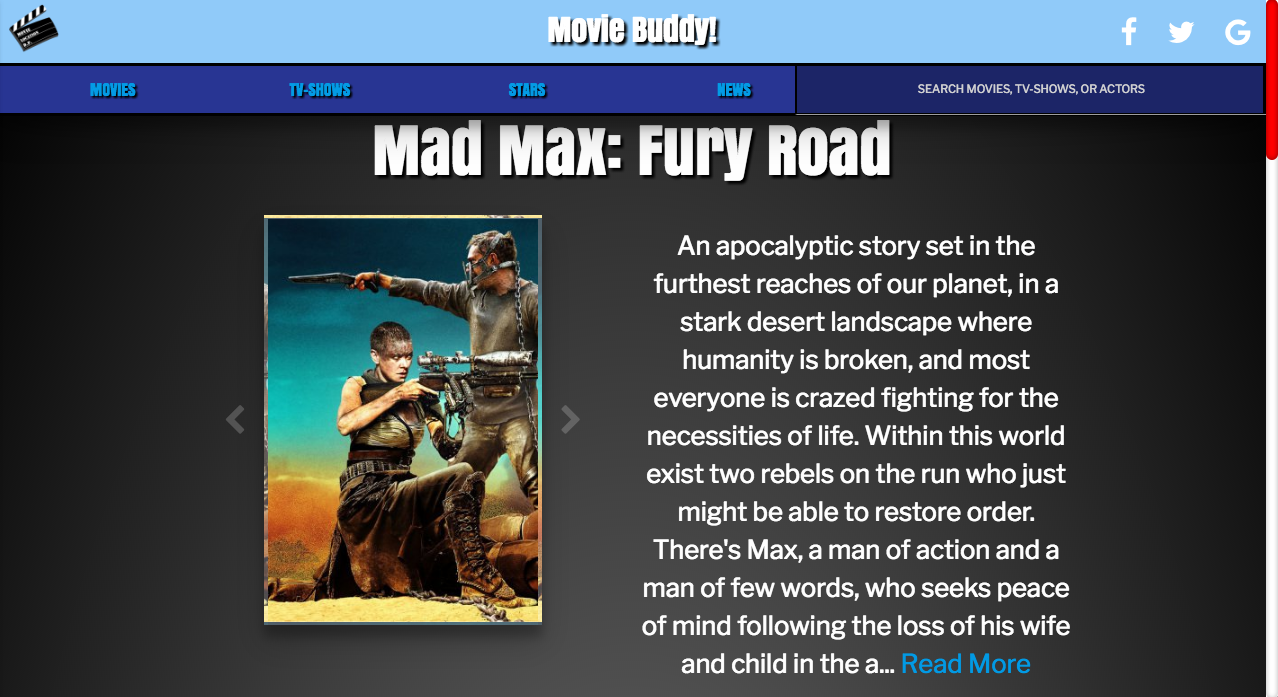 Movie Buddy!
MOVIES
TV-SHOWS
STARS
NEWS
SEARCH MOVIES, TV-SHOWS, OR ACTORS
Mad Max: Fury Road
An apocalyptic story set in the
furthest reaches of our planet, in a
stark desert landscape where
humanity is broken, and most
everyone is crazed fighting for the
necessities of life. Within this world
exist two rebels on the run who just
might be able to restore order.
There's Max, a man of action and a
man of few words, who seeks peace
of mind following the loss of his wife
and child in the a... Read More